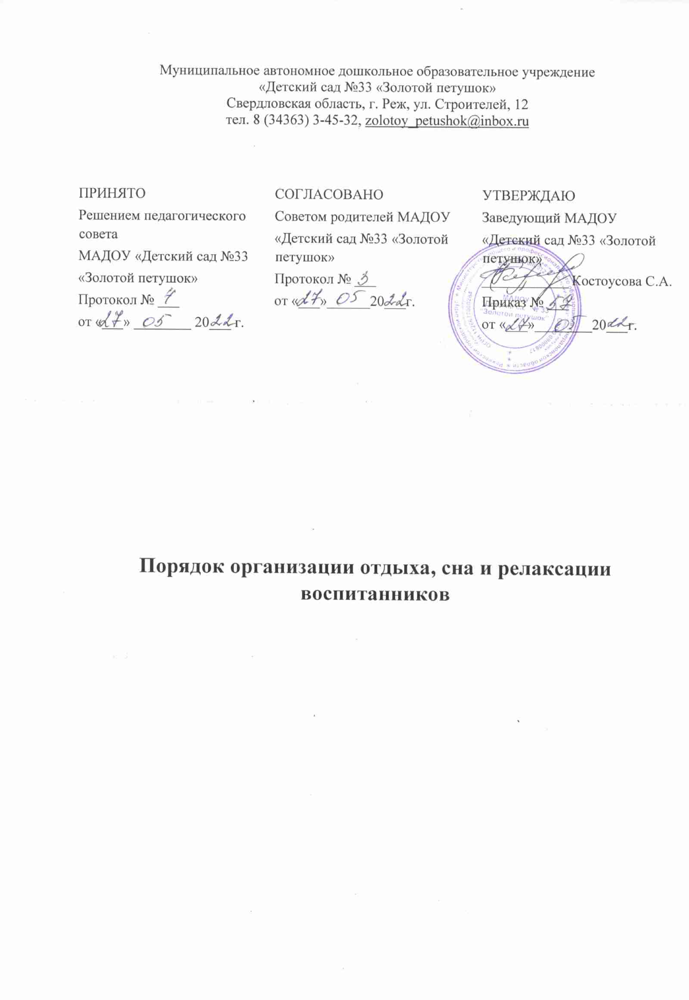 Муниципальное автономное дошкольное образовательное учреждение
«Детский сад №33 «Золотой петушок»
Свердловская область, г. Реж, ул. Строителей, 12
тел. 8 (34363) 3-45-32, zolotoy_petushok@inbox.ru
ПРИНЯТО
Решением педагогического
совета
МАДОУ «Детский сад №33
«Золотой петушок»
Протокол №
от «27» 05 2022г.
СОГЛАСОВАНО
Советом родителей МАДОУ
«Детский сад №33 «Золотой
петушок»
Протокол № 3
от «27» 05 2022г.
УТВЕРЖДАЮ
Заведующий МАДОУ
«Детский сад №33 «Золотой
петушок»
Костоусова С.А.
Приказ № 57
от «27» 05 2022г.
МАДОУ
№ 33
"Золотой петушок"
Порядок организации отдыха, сна и релаксации
воспитанников